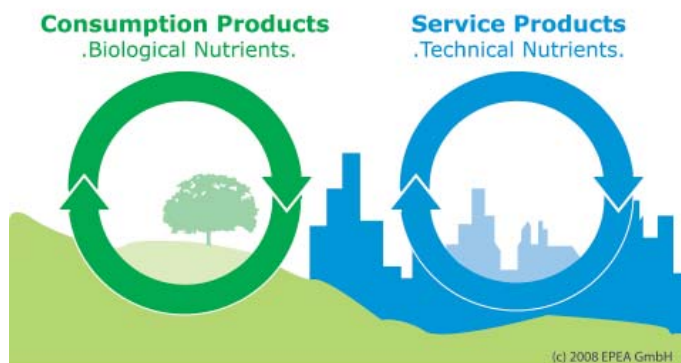 Consumption Products
.Biological Nutrients.
Service Products
.Technical Nutrients.
(c) 2008 EPEA GmbH